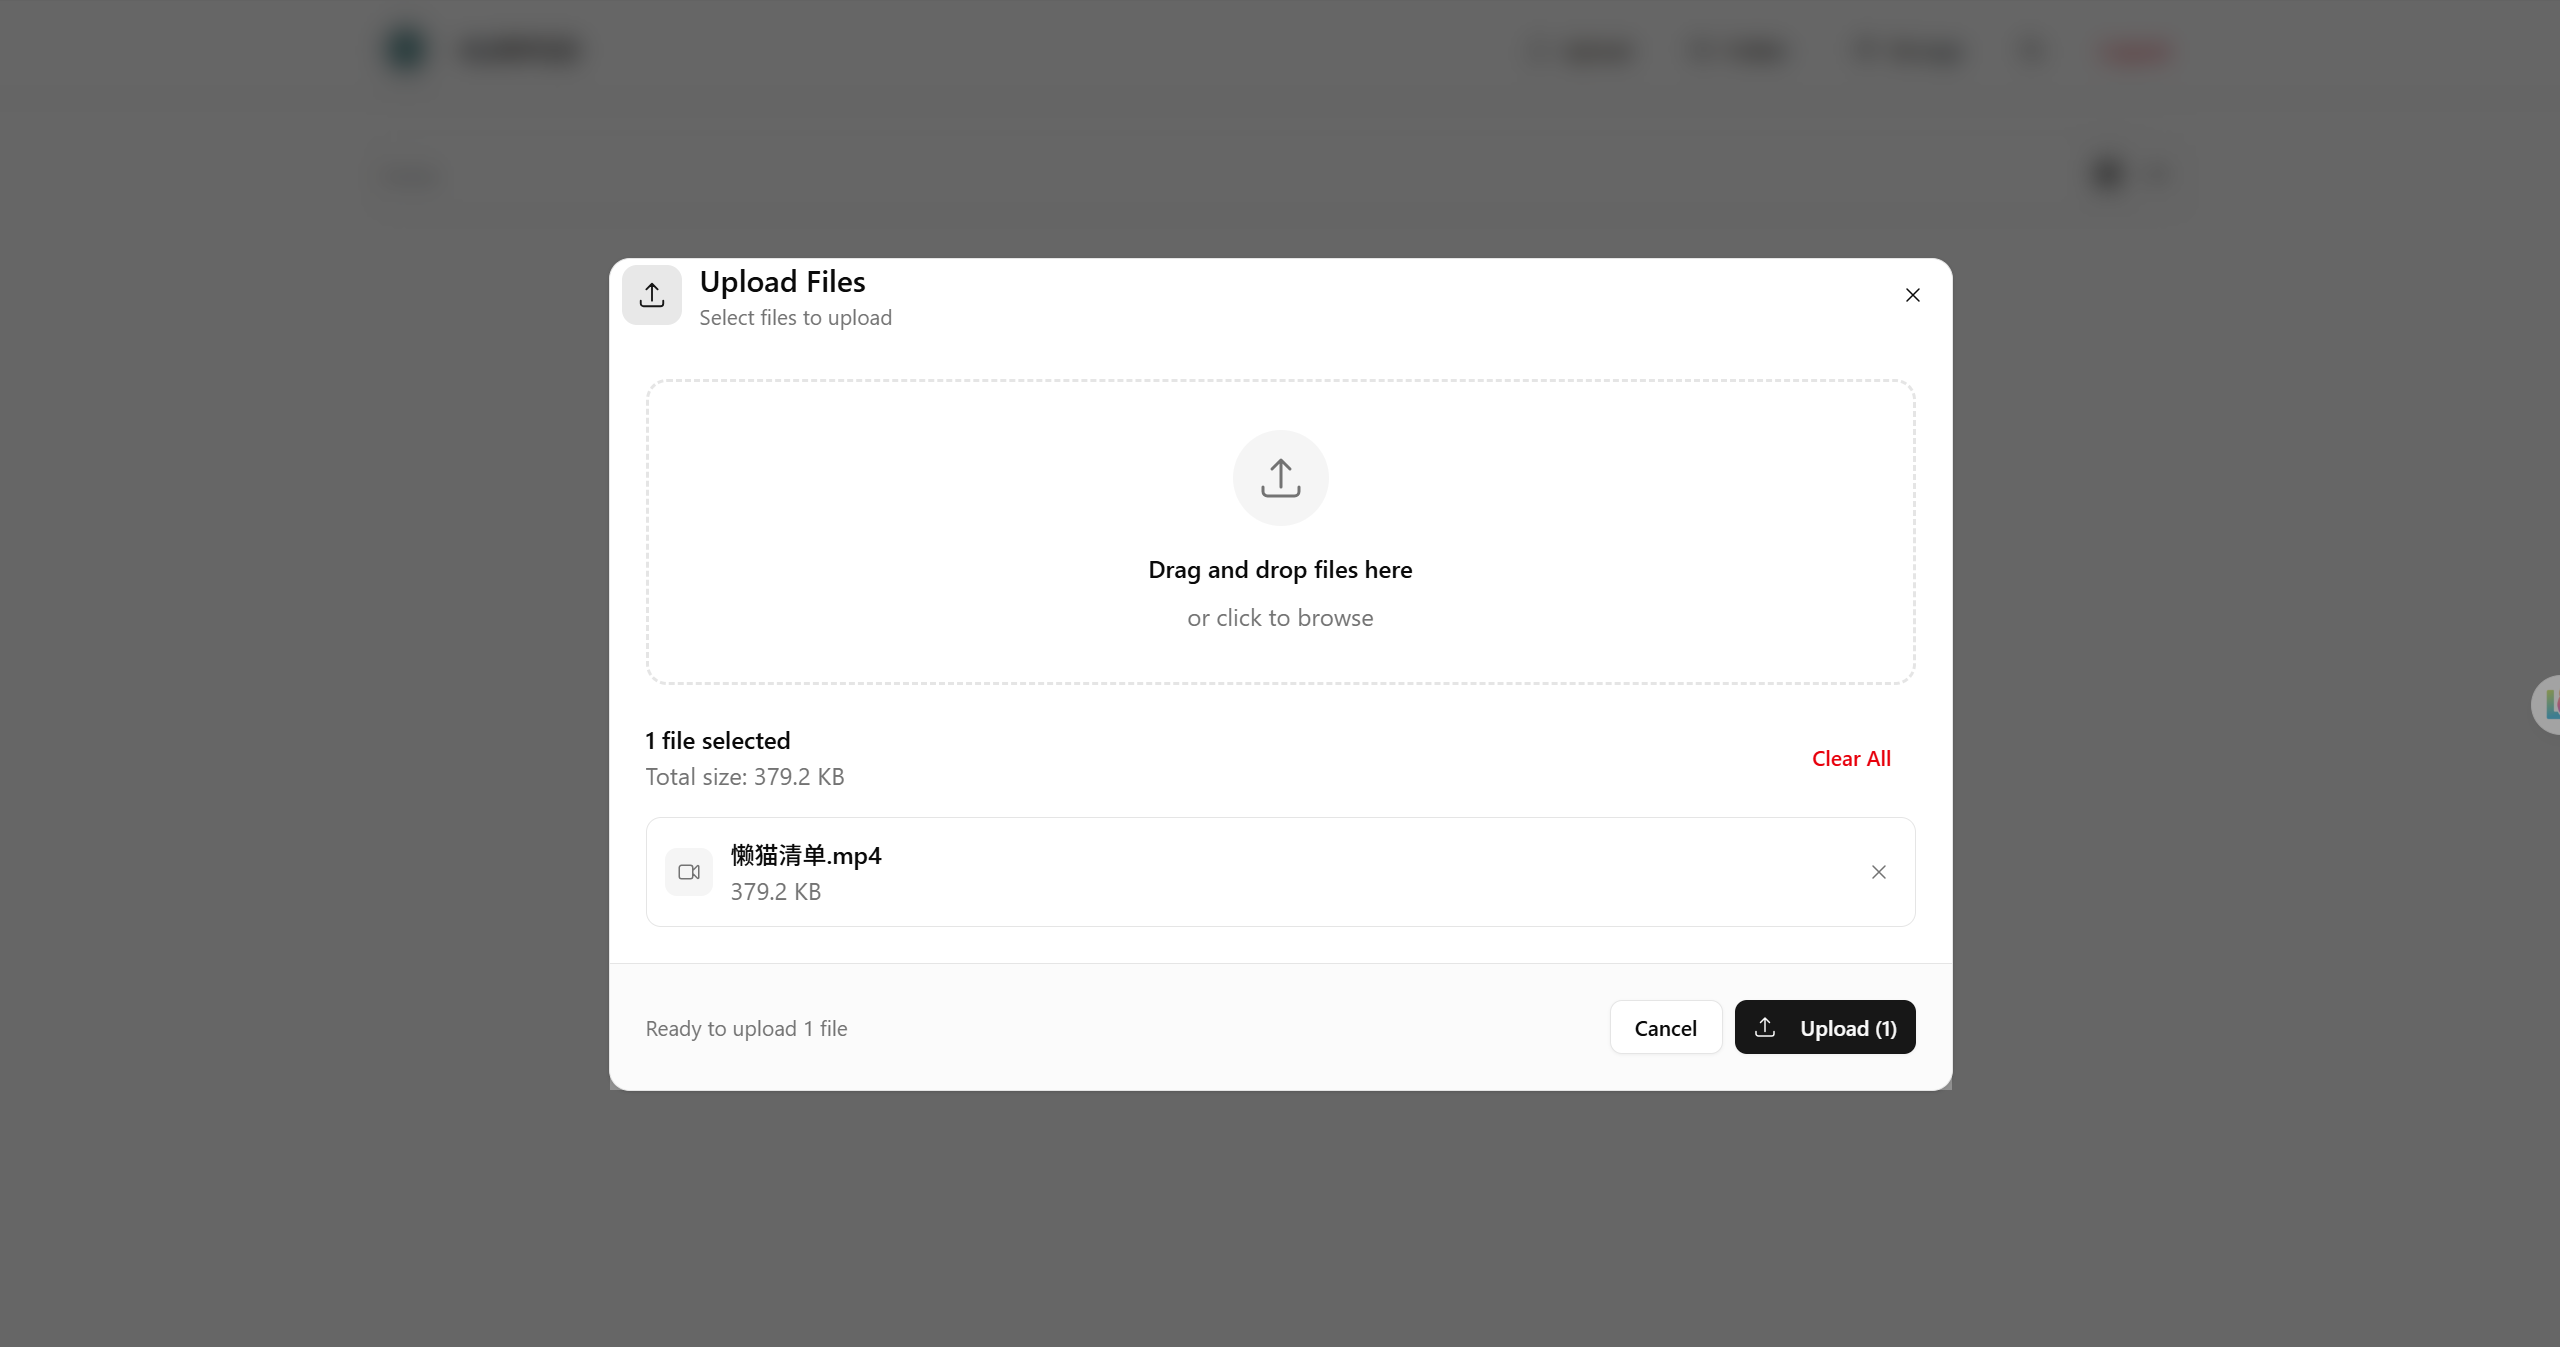 Upload Files
Select files to upload
Drag and drop files here
or click to browse
1 file selected
Total size: 379.2 KB
Clear All
懒猫清单.mp4
379.2 KB
Ready to upload 1 file
Cancel
Upload (1)